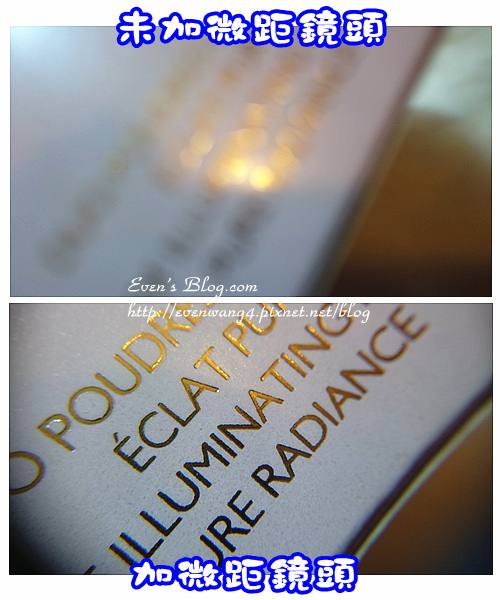 未加微距鏡頭
Even's Blog.com
http://evenwang4.pixnet.net/blog
O POUDRE
ÉCLAT PU
ILLUMINATING
URE RADIANCE
加微距鏡頭